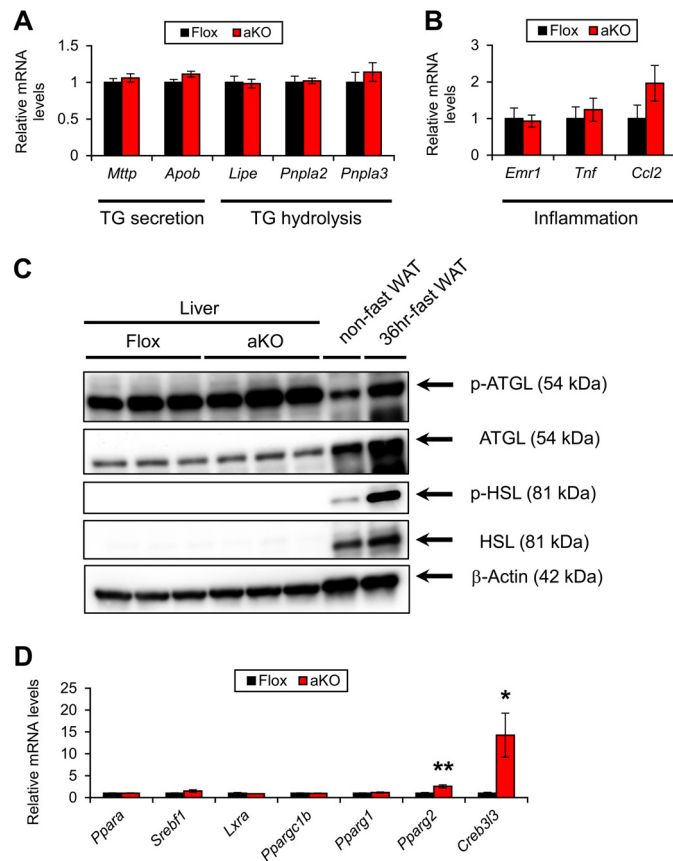 A
Flox aKO
Relative mRNA
levels
1.5
1
0.5
0
Mttp Apob Lipe Pnpla2 Pnpla3
TG secretion TG hydrolysis
B
Flox aKO
Relative mRNA
levels
3
2
1
0
Emr1 Tnf Ccl2
Inflammation
C
Liver
Flox aKO
non-fast WAT
36hr-fast WAT
p-ATGL (54 kDa)
ATGL (54 kDa)
p-HSL (81 kDa)
HSL (81 kDa)
β-Actin (42 kDa)
D
Flox aKO
Relative mRNA levels
25
20
15
10
5
0
** *
Ppara Srebf1 Lxra Ppargc1b Pparg1 Pparg2 Creb3l3